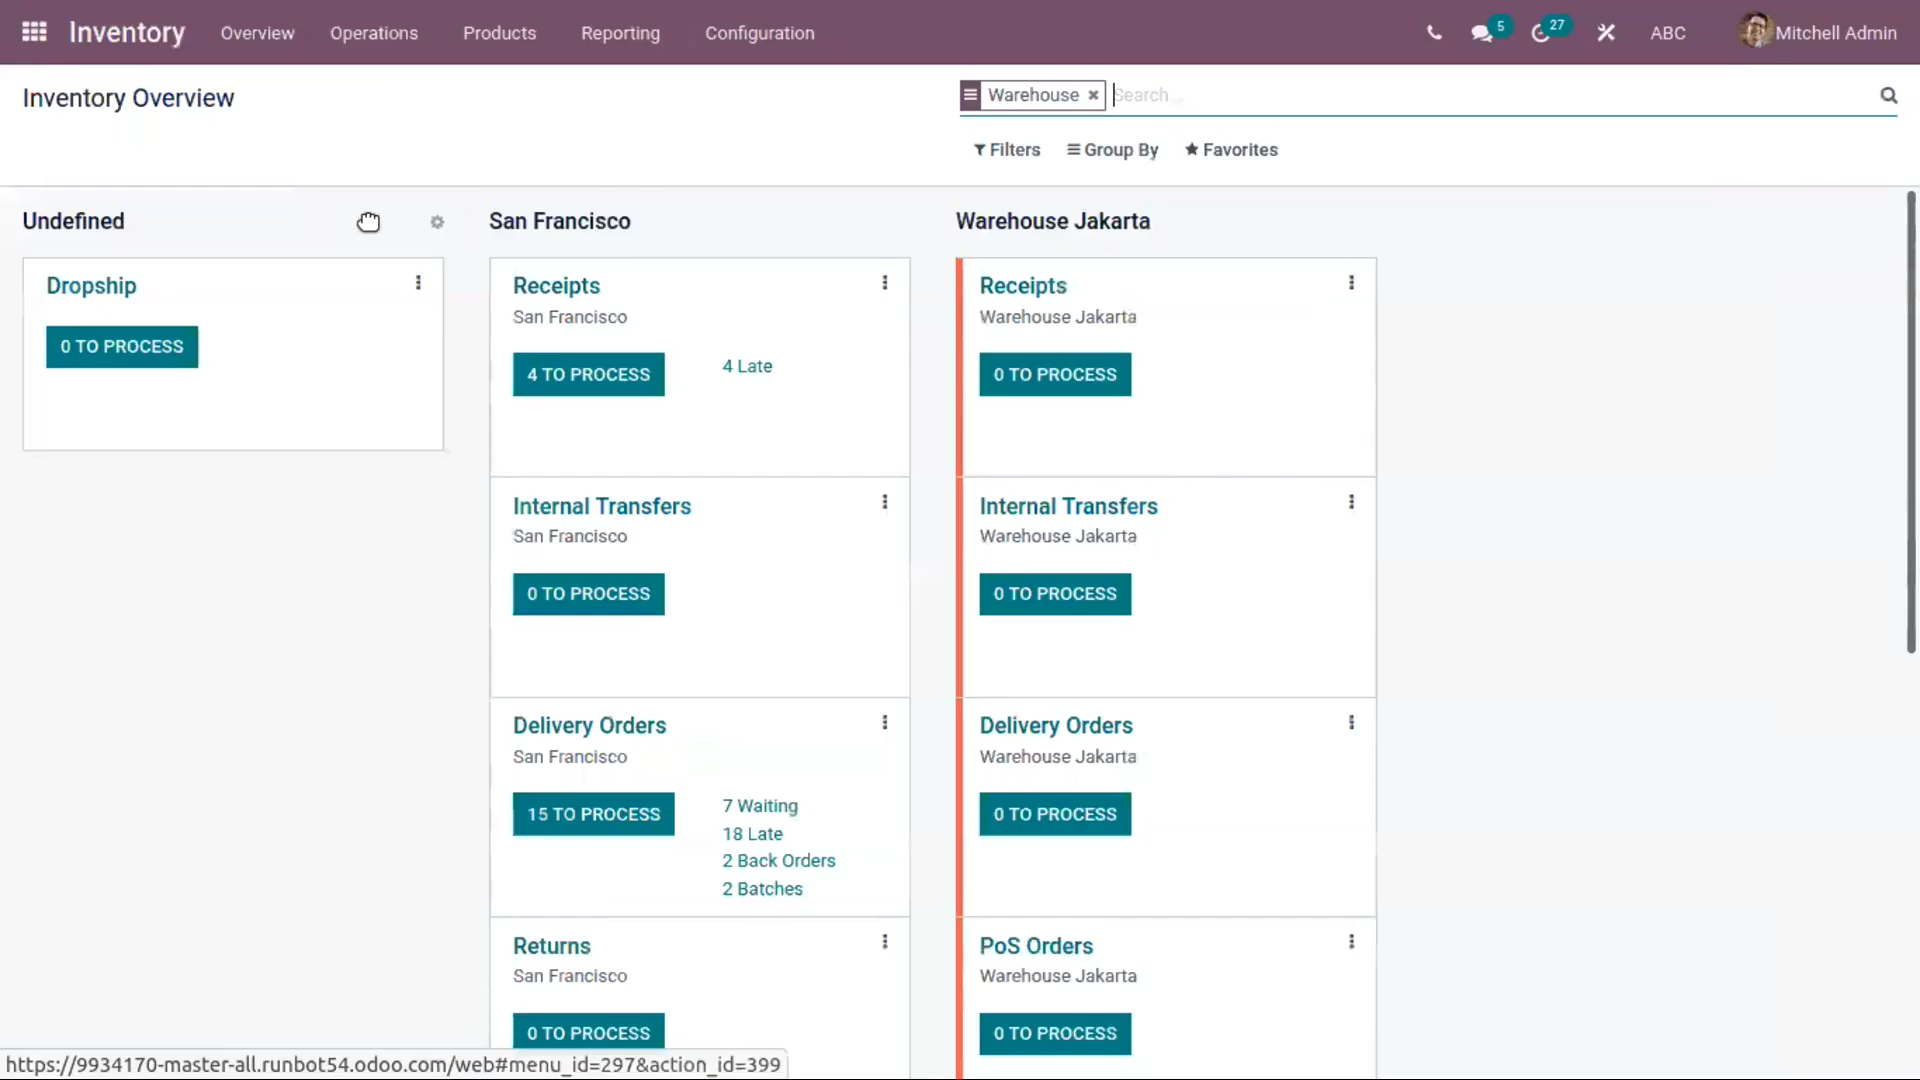 Inventory Overview Operations Products Reporting Configuration 5 27 ABC Mitchell Admin
Inventory Overview
Warehouse Search...
Filters Group By Favorites
Undefined
Dropship
0 TO PROCESS
San Francisco
Receipts
San Francisco
4 TO PROCESS 4 Late
Internal Transfers
San Francisco
0 TO PROCESS
Delivery Orders
San Francisco
15 TO PROCESS 7 Waiting
18 Late
2 Back Orders
2 Batches
Returns
San Francisco
0 TO PROCESS
Warehouse Jakarta
Receipts
Warehouse Jakarta
0 TO PROCESS
Internal Transfers
Warehouse Jakarta
0 TO PROCESS
Delivery Orders
Warehouse Jakarta
0 TO PROCESS
PoS Orders
Warehouse Jakarta
0 TO PROCESS
https://9934170-master-all.runbot54.odoo.com/web#menu_id=297&action_id=399